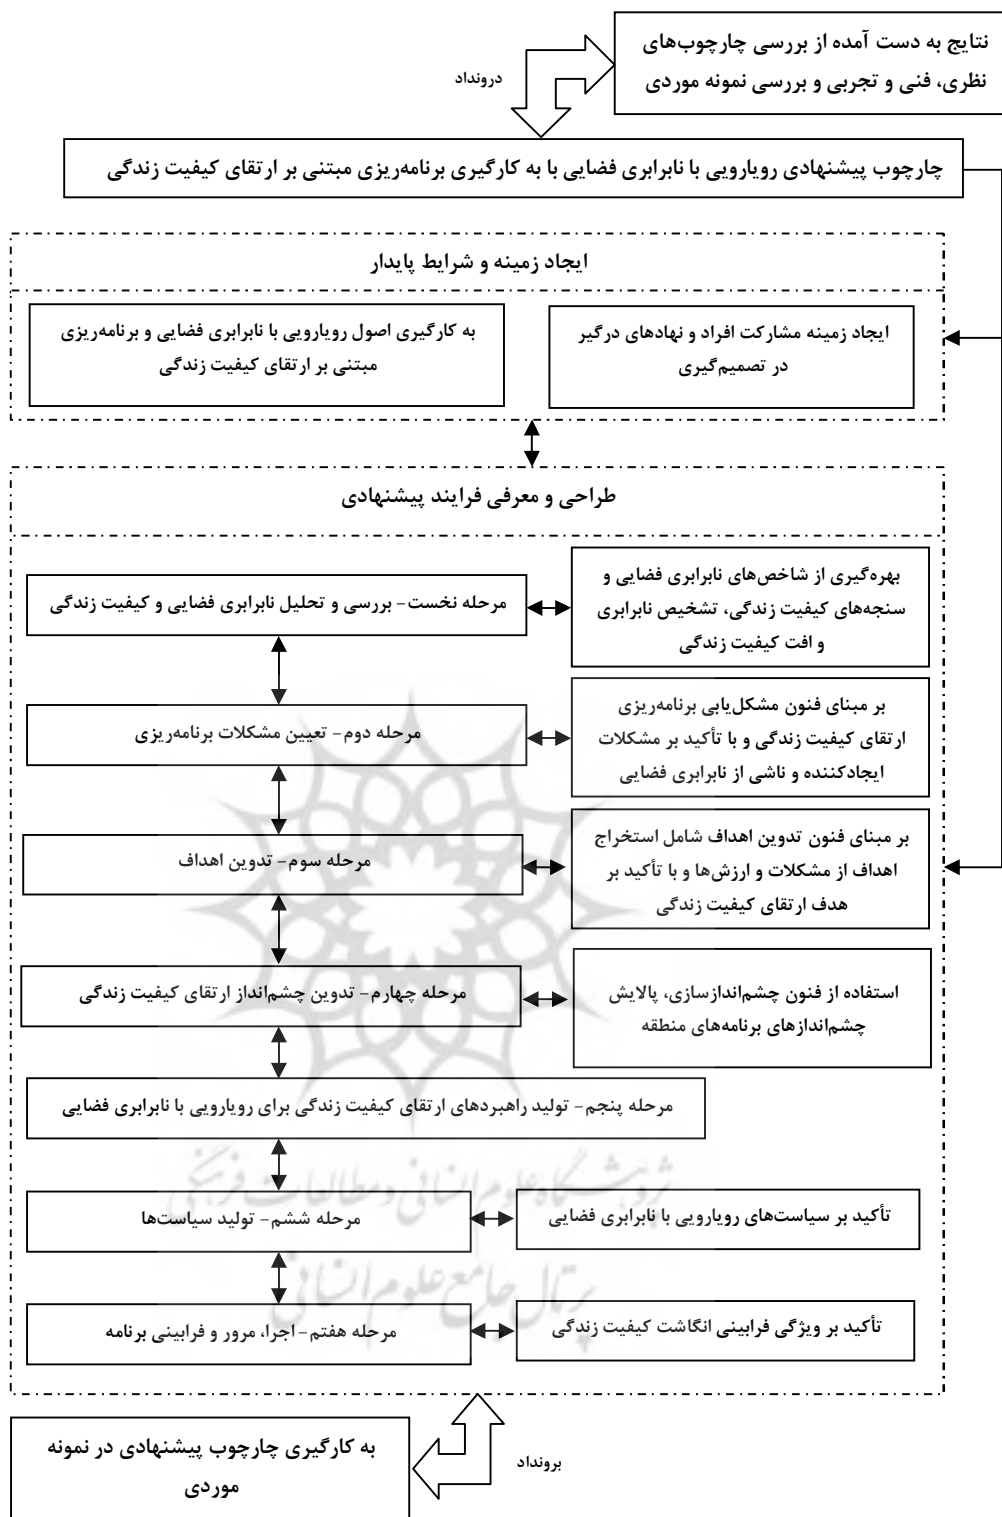 نتایج به دست آمده از بررسی چارچوب‌های
نظری، فنی و تجربی و بررسی نمونه موردی
دروندا‌د
چارچوب پیشنهادی رویارویی با نابرابری فضایی با به کارگیری برنامه‌ریزی مبتنی بر ارتقای کیفیت زندگی
ایجاد زمینه و شرایط پایدار
ایجاد زمینه مشارکت افراد و نهادهای درگیر
در تصمیم‌گیری
به کارگیری اصول رویارویی با نابرابری فضایی و برنامه‌ریزی
مبتنی بر ارتقای کیفیت زندگی
طراحی و معرفی فرایند پیشنهادی
بهره‌گیری از شاخص‌های نابرابری فضایی و
سنجه‌های کیفیت زندگی، تشخیص نابرابری
و افت کیفیت زندگی
مرحله نخست- بررسی و تحلیل نابرابری فضایی و کیفیت زندگی
بر مبنای فنون مشکل‌یابی برنامه‌ریزی
ارتقای کیفیت زندگی و با تأکید بر مشکلات
ایجادکننده و ناشی از نابرابری فضایی
مرحله دوم- تعیین مشکلات برنامه‌ریزی
بر مبنای فنون تدوین اهداف شامل استخراج
اهداف از مشکلات و ارزش‌ها و با تأکید بر
هدف ارتقای کیفیت زندگی
مرحله سوم- تدوین اهداف
استفاده از فنون چشم‌اندازسازی، پالایش
چشم‌اندازهای برنامه‌های منطقه
مرحله چهارم- تدوین چشم‌انداز ارتقای کیفیت زندگی
مرحله پنجم- تولید راهبردهای ارتقای کیفیت زندگی برای رویارویی با نابرابری فضایی
پژوهشگاه علوم انسانی و مطالعات فرهنگی
تأکید بر سیاست‌های رویارویی با نابرابری فضایی
مرحله ششم- تولید سیاست‌ها
پرتال جامع علوم انسانی
تأکید بر ویژگی فرابینی انگاشت کیفیت زندگی
مرحله هفتم- اجرا، مرور و فرابینی برنامه
برونداد
به کارگیری چارچوب پیشنهادی در نمونه
موردی